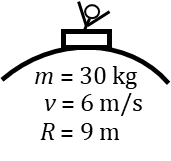 m = 30 kg
v = 6 m/s
R = 9 m